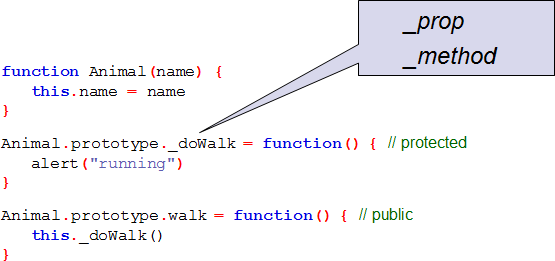 _prop
_method
function Animal(name) {
this.name = name
}
Animal.prototype._doWalk = function() { // protected
alert("running")
}
Animal.prototype.walk = function() { // public
this._doWalk()
}